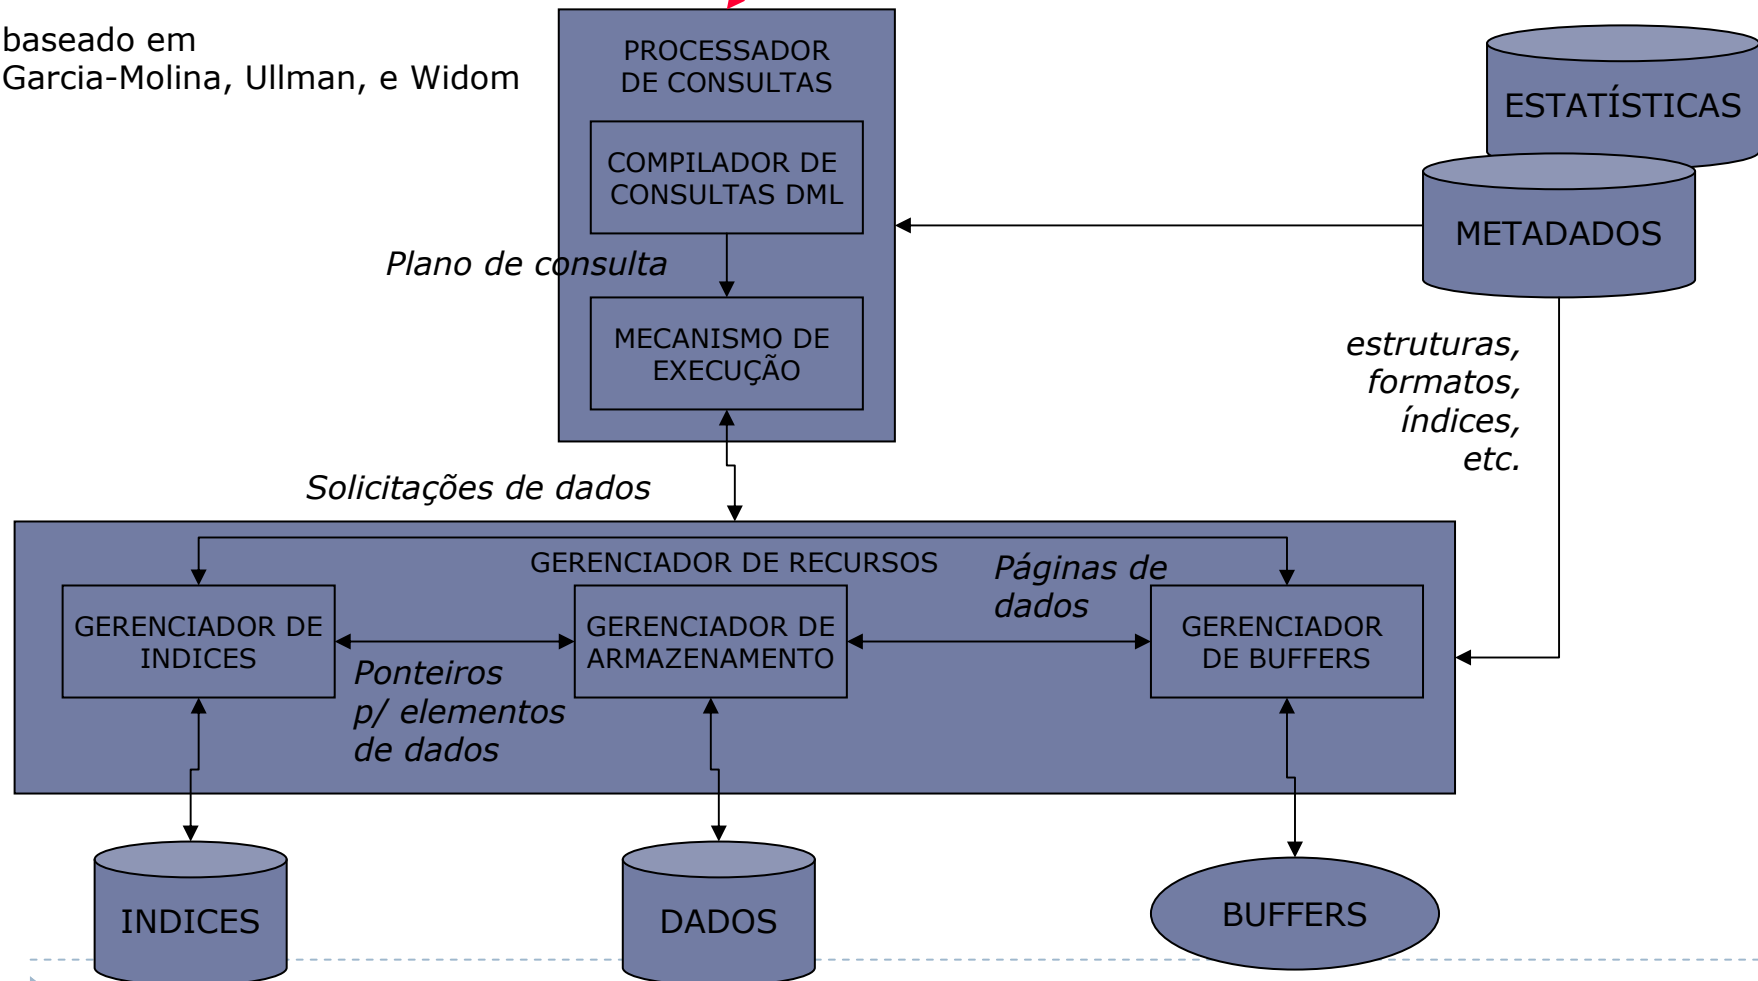 baseado em
Garcia-Molina, Ullman, e Widom
PROCESSADOR
DE CONSULTAS
COMPILADOR DE
CONSULTAS DML
Plano de consulta
MECANISMO DE
EXECUÇÃO
ESTATÍSTICAS
METADADOS
estruturas,
formatos,
índices,
etc.
Solicitações de dados
GERENCIADOR DE RECURSOS
GERENCIADOR DE
INDICES
Ponteiros
p/ elementos
de dados
GERENCIADOR DE
ARMAZENAMENTO
Páginas de
dados
GERENCIADOR
DE BUFFERS
INDICES
DADOS
BUFFERS